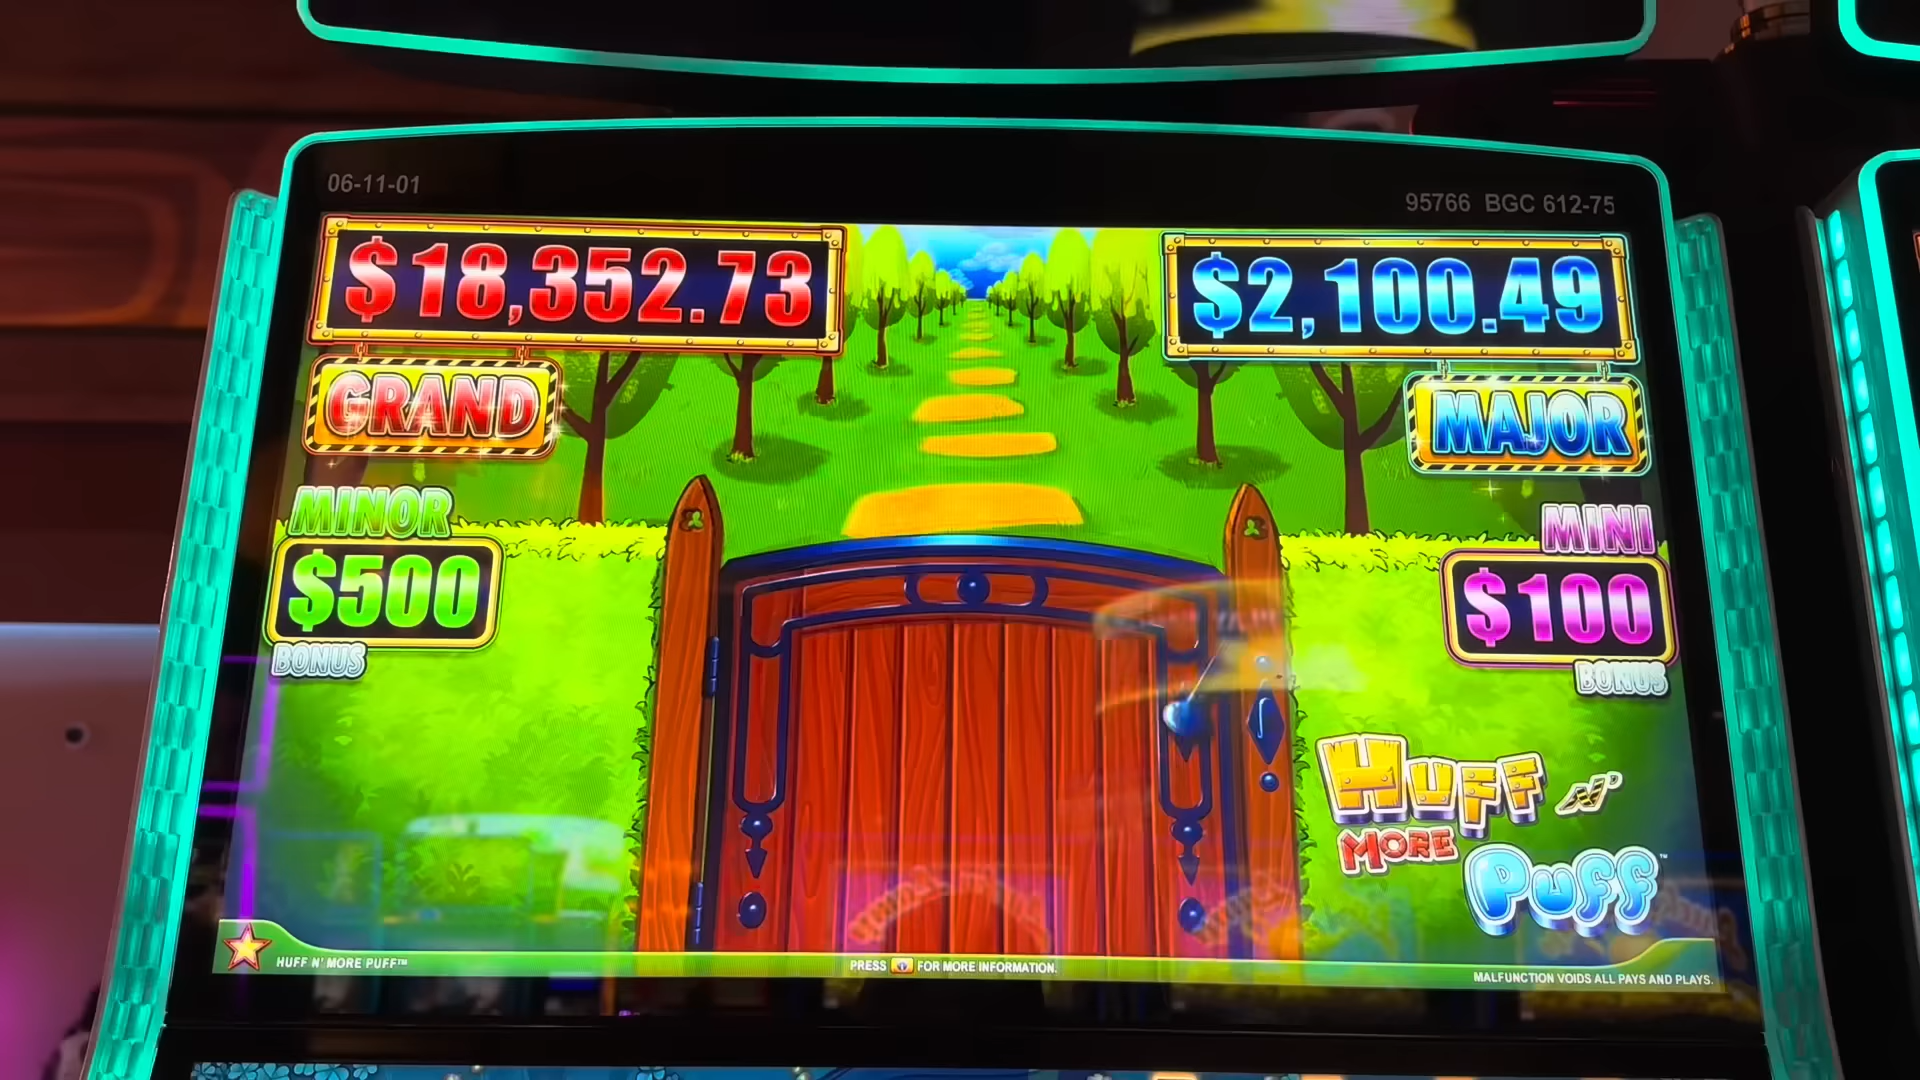 06-11-01
95766 BGC 612-75
$18,352.73
$2,100.49
GRAND
MAJOR
MINOR
$500
BONUS
MINI
$100
BONUS
HUFF N'
MORE
PUFF™
HUFF N' MORE PUFF™
PRESS FOR MORE INFORMATION.
MALFUNCTION VOIDS ALL PAYS AND PLAYS.